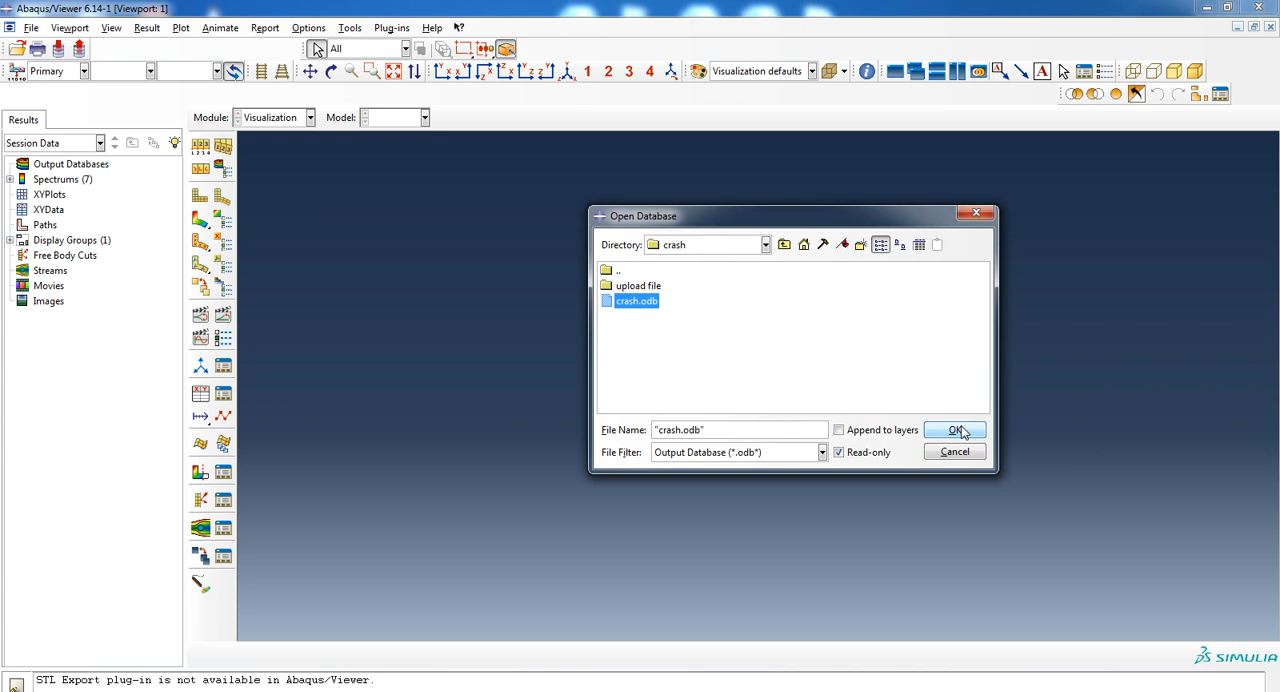 Abaqus/Viewer 6.14-1 [Viewport: 1]
File Viewport View Result Plot Animate Report Options Tools Plug-ins Help
All
Primary
1 2 3 4
Visualization defaults
A
Results
Module: Visualization Model:
Session Data
Output Databases
Spectrums (7)
XYPlots
XYData
Paths
Display Groups (1)
Free Body Cuts
Streams
Movies
Images
Open Database
Directory: crash
..
upload file
crash.odb
File Name: "crash.odb" Append to layers OK
File Filter: Output Database (*.odb*) Read-only Cancel
SIMULIA
STL Export plug-in is not available in Abaqus/Viewer.